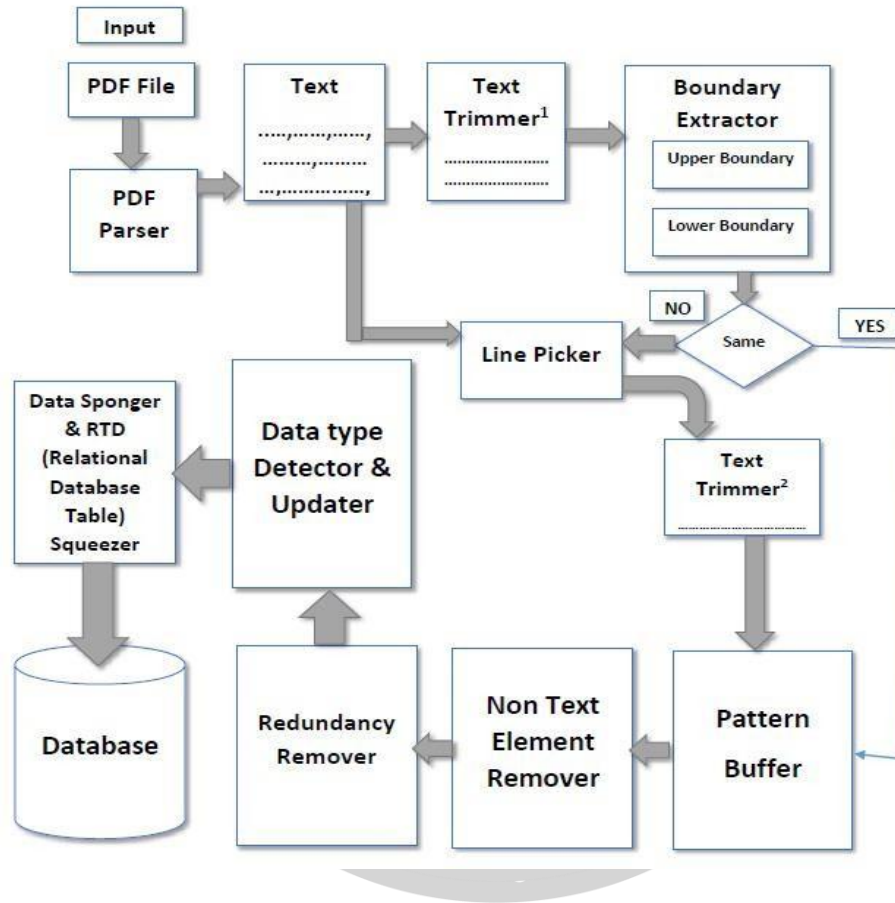 Input
PDF File
PDF
Parser
Text
.....,......,......,
.........,.........
...,...............,
Text
Trimmer¹
..........................
..........................
Boundary
Extractor
Upper Boundary
Lower Boundary
NO
Same
YES
Line Picker
Text
Trimmer²
................................
Data type
Detector &
Updater
Data Sponger
& RTD
(Relational
Database
Table)
Squeezer
Database
Redundancy
Remover
Non Text
Element
Remover
Pattern
Buffer